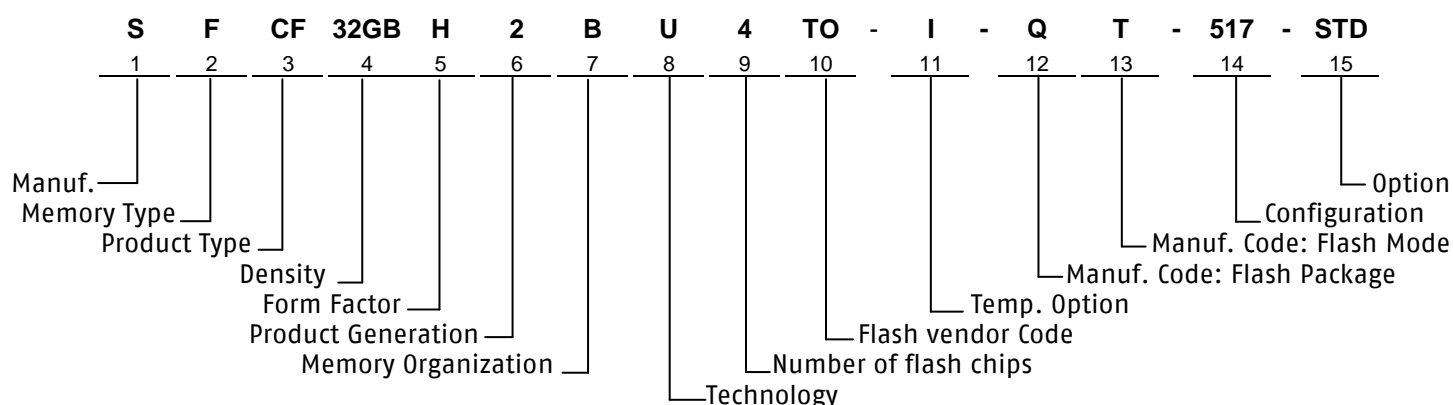 S F CF 32GB H 2 B U 4 TO - I - Q T - 517 - STD
1 2 3 4 5 6 7 8 9 10 11 12 13 14 15
Manuf. Option
Memory Type Configuration
Product Type Manuf. Code: Flash Mode
Density Manuf. Code: Flash Package
Form Factor Temp. Option
Product Generation Flash vendor Code
Memory Organization Number of flash chips
Technology